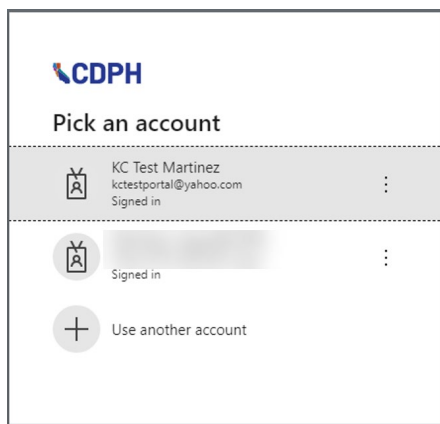 CDPH
Pick an account
KC Test Martinez
kctestportal@yahoo.com
Signed in
Signed in
Use another account